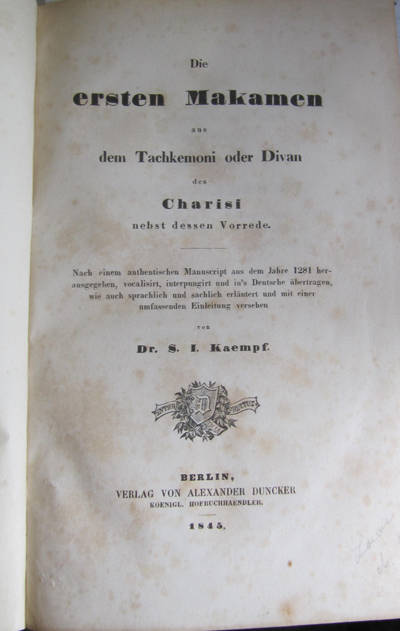 Die
ersten Makamen
aus
dem Tachkemoni oder Divan
des
Charisi
nebst dessen Vorrede.
Nach einem authentischen Manuscript aus dem Jahre 1281 her-
ausgegeben, vocalisirt, interpungirt und in's Deutsche übertragen,
wie auch sprachlich und sachlich erläutert und mit einer
umfassenden Einleitung versehen
von
Dr. S. I. Kaempf.
D
BERLIN,
VERLAG VON ALEXANDER DUNCKER
KOENIGL. HOFBUCHHAENDLER.
1845.